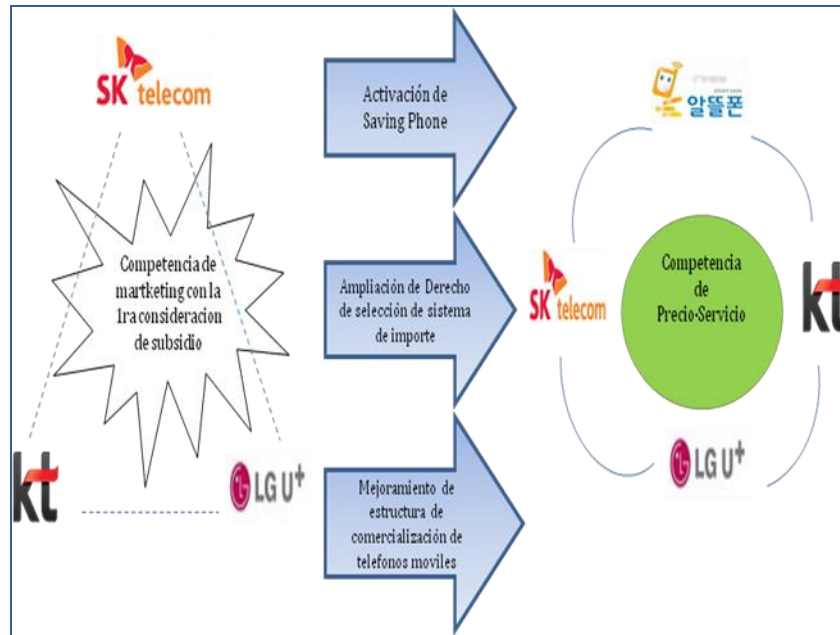 SK telecom
Competencia de
martketing con la
1ra consideracion
de subsidio
kt
LG U+
Activación de
Saving Phone
Ampliación de Derecho
de selección de sistema
de importe
Mejoramiento de
estructura de
comercialización de
telefonos moviles
알뜰폰
SK telecom
Competencia
de
Precio-Servicio
kt
LG U+